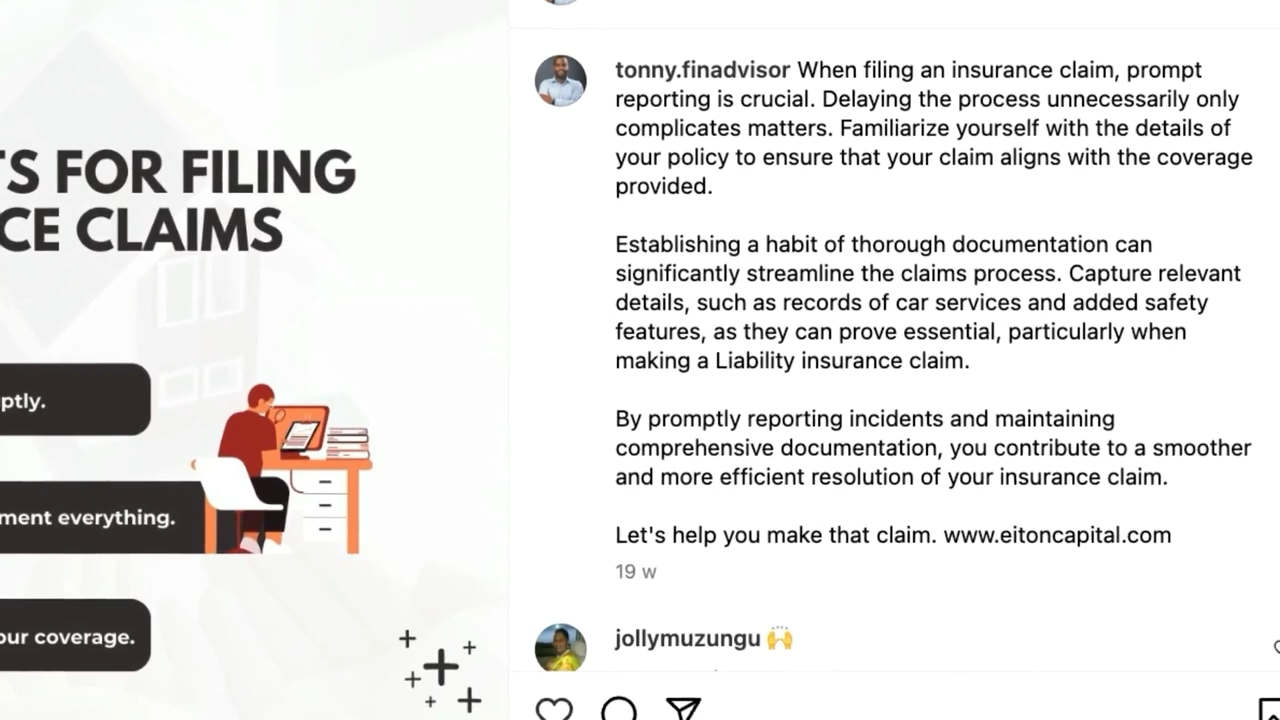 TS FOR FILING
CE CLAIMS
ptly.
ment everything.
our coverage.
tonny.finadvisor When filing an insurance claim, prompt
reporting is crucial. Delaying the process unnecessarily only
complicates matters. Familiarize yourself with the details of
your policy to ensure that your claim aligns with the coverage
provided.
Establishing a habit of thorough documentation can
significantly streamline the claims process. Capture relevant
details, such as records of car services and added safety
features, as they can prove essential, particularly when
making a Liability insurance claim.
By promptly reporting incidents and maintaining
comprehensive documentation, you contribute to a smoother
and more efficient resolution of your insurance claim.
Let's help you make that claim. www.eitoncapital.com
19 w
jollymuzungu 🙌